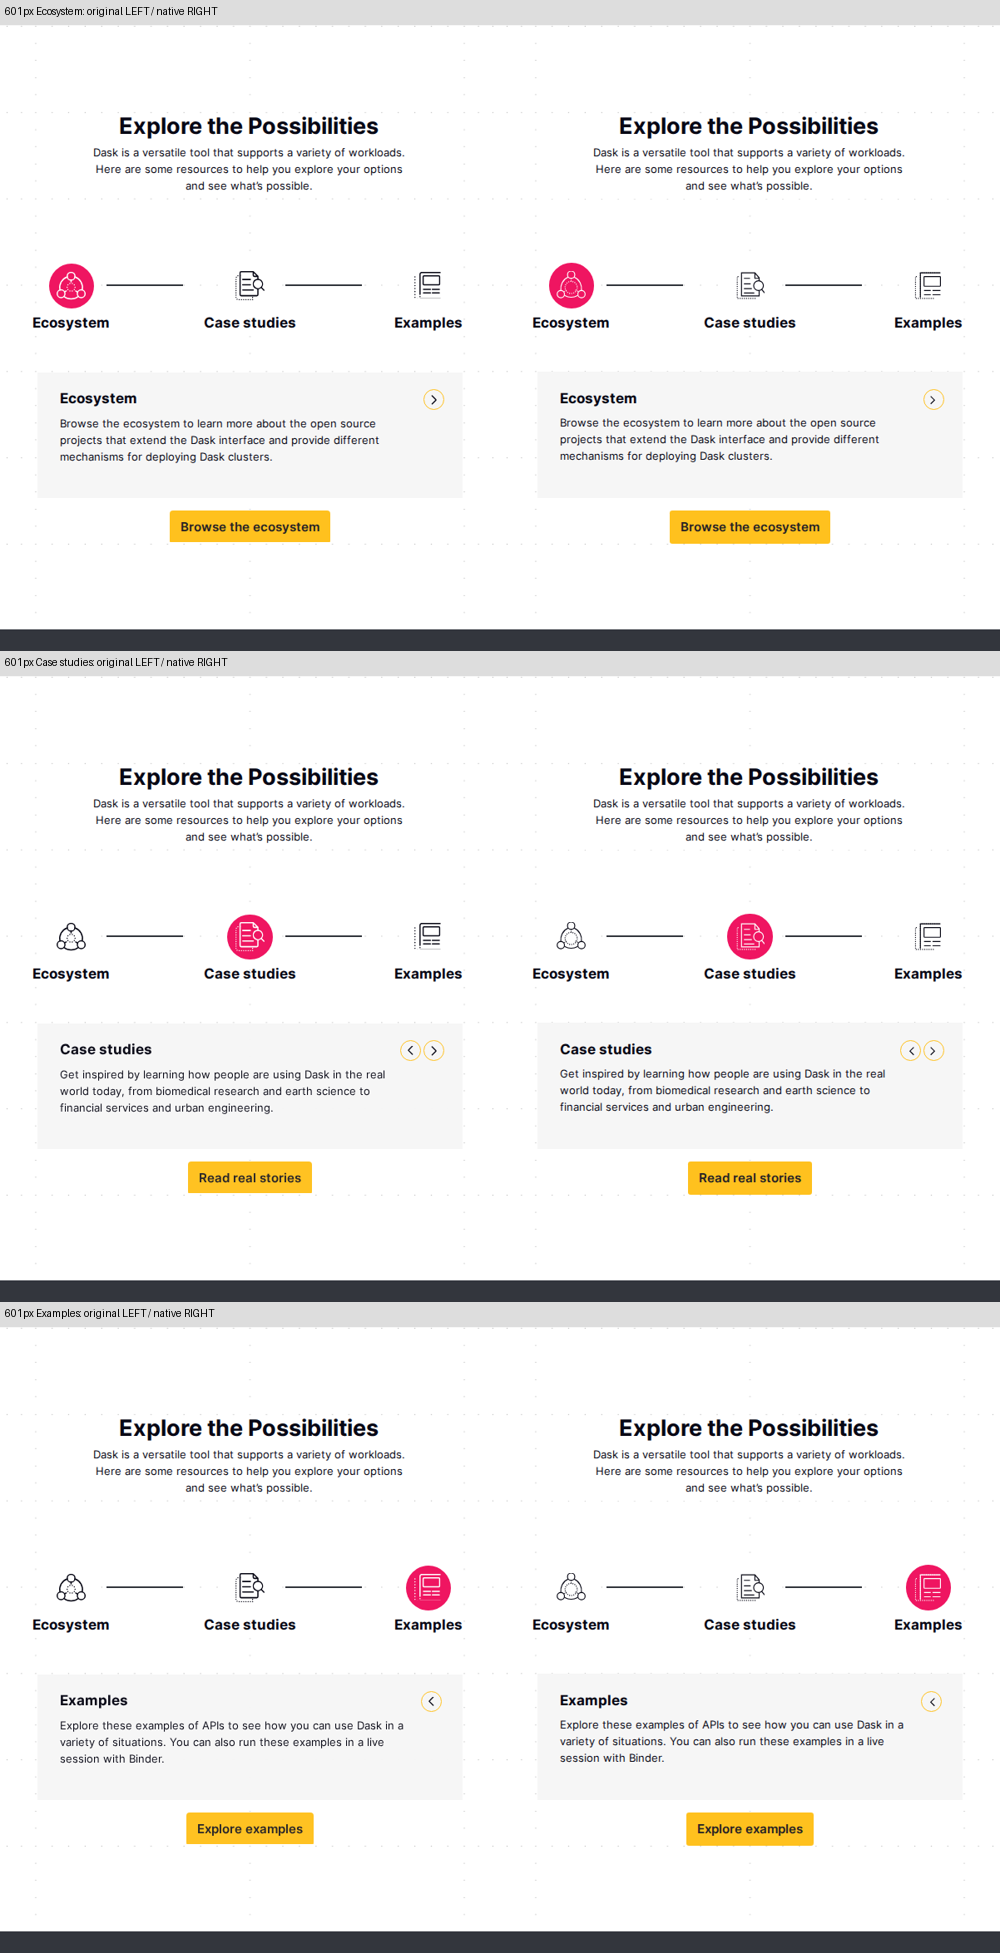 601px Ecosystem: original LEFT / native RIGHT
Explore the Possibilities
Dask is a versatile tool that supports a variety of workloads.
Here are some resources to help you explore your options
and see what's possible.
Ecosystem
Case studies
Examples
Ecosystem
Browse the ecosystem to learn more about the open source
projects that extend the Dask interface and provide different
mechanisms for deploying Dask clusters.
Browse the ecosystem
Explore the Possibilities
Dask is a versatile tool that supports a variety of workloads.
Here are some resources to help you explore your options
and see what's possible.
Ecosystem
Case studies
Examples
Ecosystem
Browse the ecosystem to learn more about the open source
projects that extend the Dask interface and provide different
mechanisms for deploying Dask clusters.
Browse the ecosystem
601px Case studies: original LEFT / native RIGHT
Explore the Possibilities
Dask is a versatile tool that supports a variety of workloads.
Here are some resources to help you explore your options
and see what's possible.
Ecosystem
Case studies
Examples
Case studies
Get inspired by learning how people are using Dask in the real
world today, from biomedical research and earth science to
financial services and urban engineering.
Read real stories
Explore the Possibilities
Dask is a versatile tool that supports a variety of workloads.
Here are some resources to help you explore your options
and see what's possible.
Ecosystem
Case studies
Examples
Case studies
Get inspired by learning how people are using Dask in the real
world today, from biomedical research and earth science to
financial services and urban engineering.
Read real stories
601px Examples: original LEFT / native RIGHT
Explore the Possibilities
Dask is a versatile tool that supports a variety of workloads.
Here are some resources to help you explore your options
and see what's possible.
Ecosystem
Case studies
Examples
Examples
Explore these examples of APIs to see how you can use Dask in a
variety of situations. You can also run these examples in a live
session with Binder.
Explore examples
Explore the Possibilities
Dask is a versatile tool that supports a variety of workloads.
Here are some resources to help you explore your options
and see what's possible.
Ecosystem
Case studies
Examples
Examples
Explore these examples of APIs to see how you can use Dask in a
variety of situations. You can also run these examples in a live
session with Binder.
Explore examples